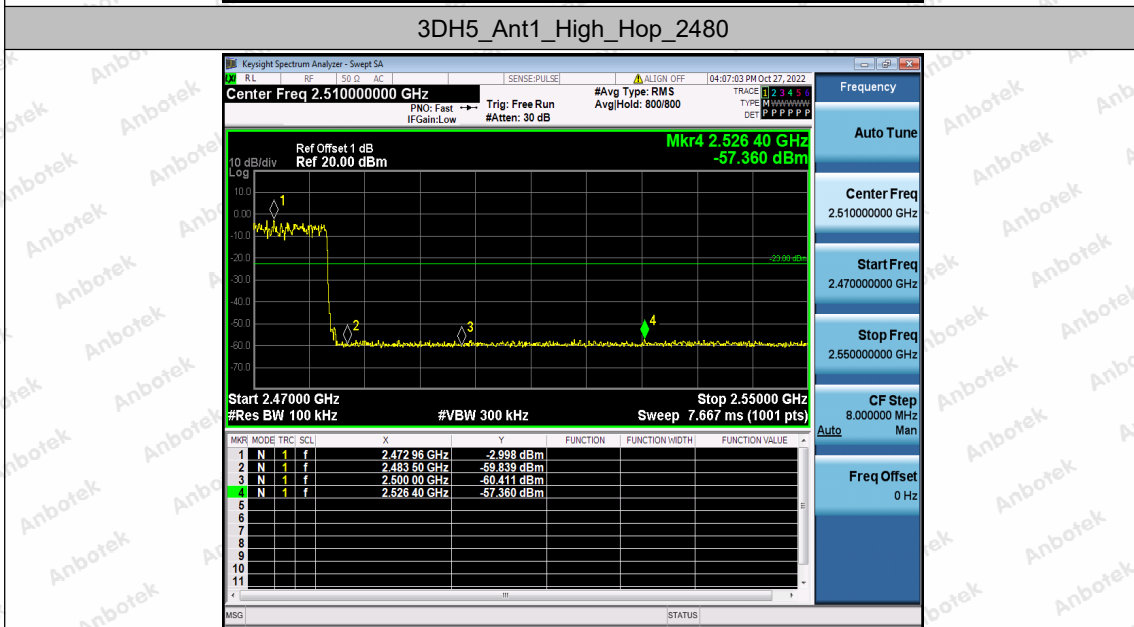 3DH5_Ant1_High_Hop_2480
Keysight Spectrum Analyzer - Swept SA
LXI RL RF 50 Ω AC SENSE:PULSE ALIGN OFF 04:07:03 PM Oct 27, 2022
Center Freq 2.510000000 GHz
PNO: Fast
IFGain:Low
Trig: Free Run
#Atten: 30 dB
#Avg Type: RMS
Avg|Hold: 800/800
TRACE 1 2 3 4 5 6
TYPE M W W W W W
DET P P P P P P
Ref Offset 1 dB
Ref 20.00 dBm
10 dB/div
Log
Mkr4 2.526 40 GHz
-57.360 dBm
10.0
0.00
-10.0
-20.0
-30.0
-40.0
-50.0
-60.0
-70.0
1
2
3
4
-23.00 dBm
Start 2.47000 GHz
Stop 2.55000 GHz
#Res BW 100 kHz
#VBW 300 kHz
Sweep 7.667 ms (1001 pts)
MKR MODE TRC SCL X Y FUNCTION FUNCTION WIDTH FUNCTION VALUE
1 N 1 f 2.472 96 GHz -2.998 dBm
2 N 1 f 2.483 50 GHz -59.839 dBm
3 N 1 f 2.500 00 GHz -60.411 dBm
4 N 1 f 2.526 40 GHz -57.360 dBm
5
6
7
8
9
10
11
MSG
STATUS
Frequency
Auto Tune
Center Freq
2.510000000 GHz
Start Freq
2.470000000 GHz
Stop Freq
2.550000000 GHz
CF Step
8.000000 MHz
Auto Man
Freq Offset
0 Hz
Anbotek